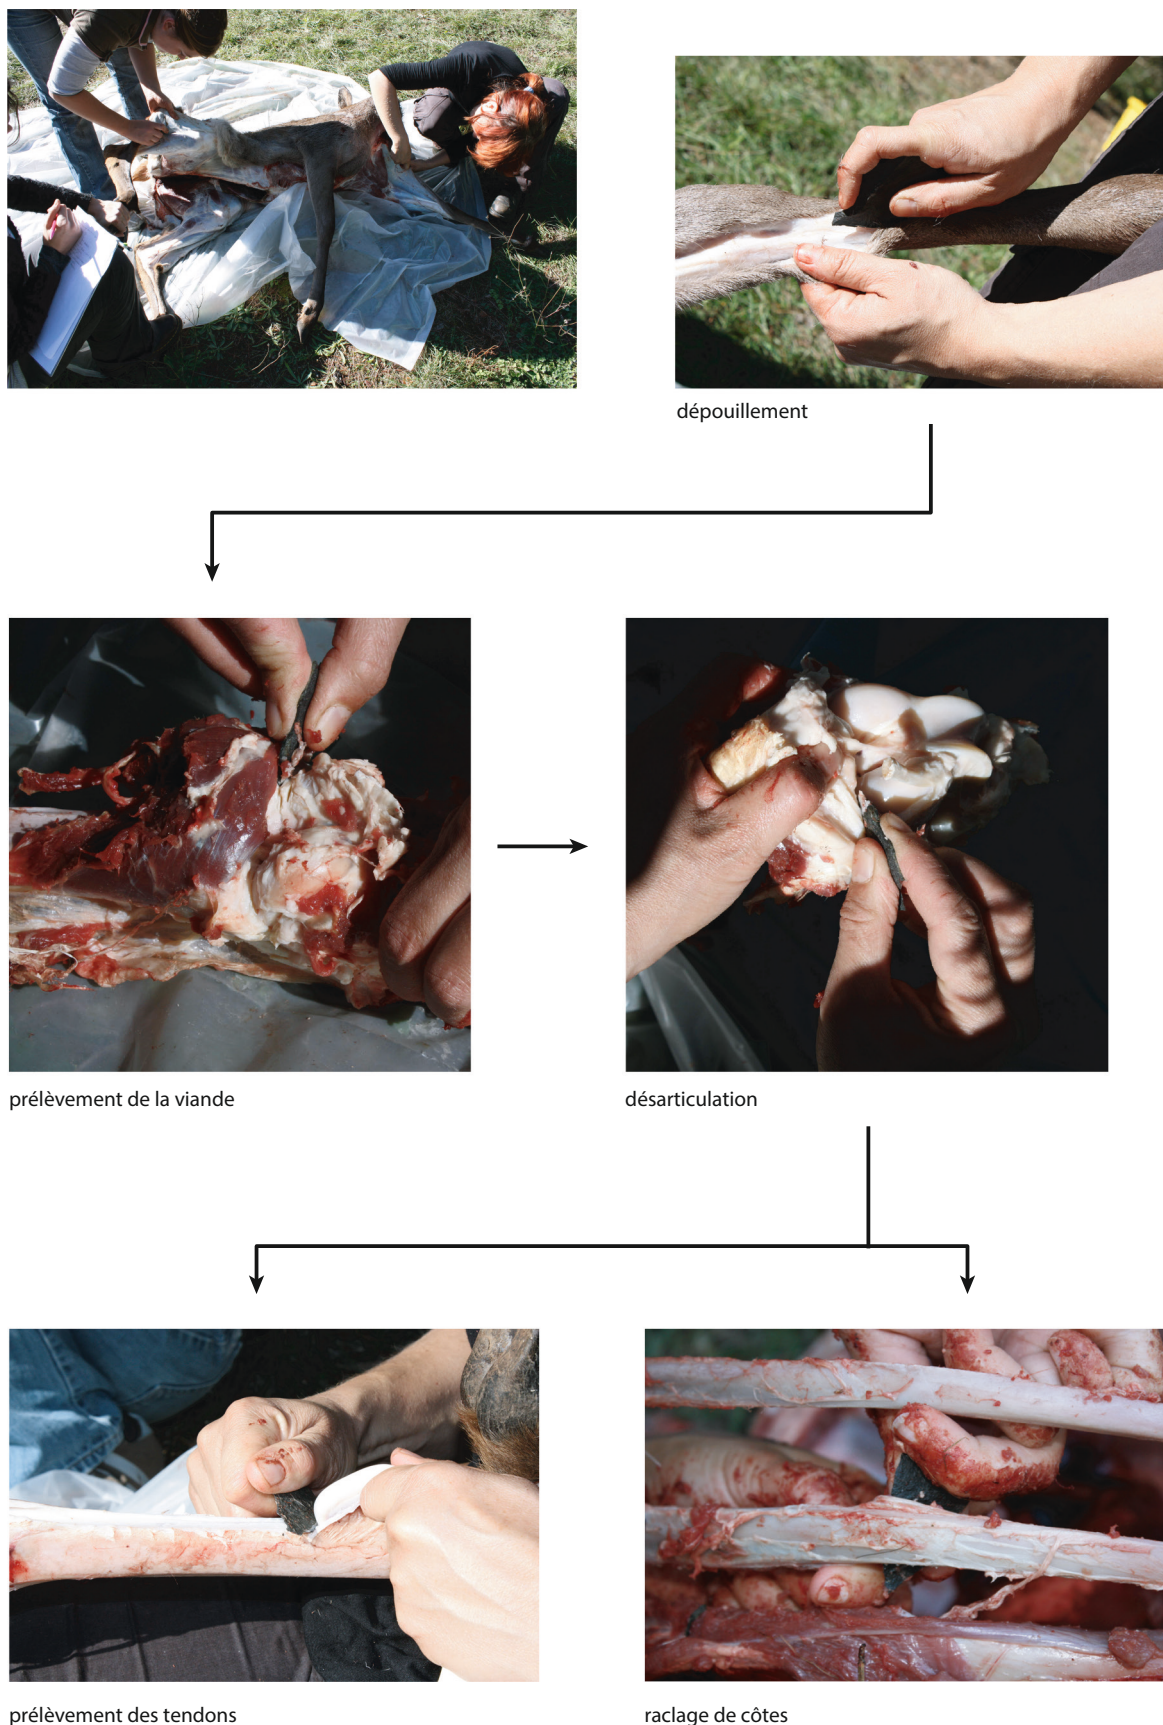 dépouillement
prélèvement de la viande
désarticulation
prélèvement des tendons
raclage de côtes